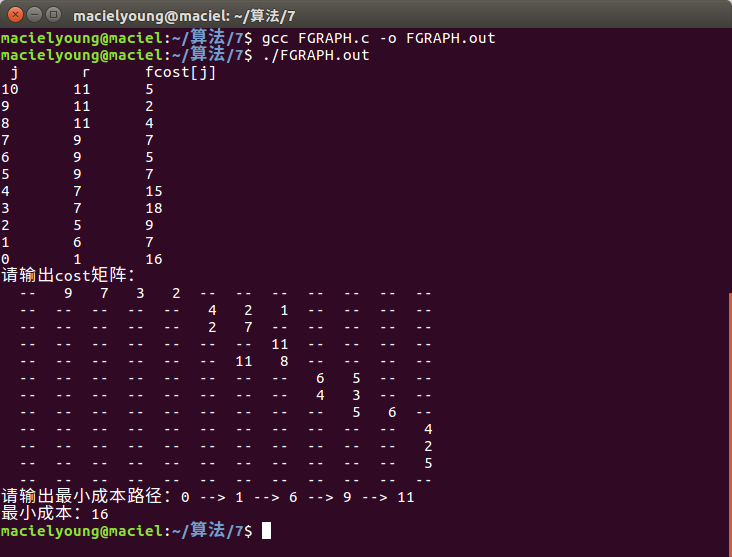 macielyoung@maciel: ~/算法/7
macielyoung@maciel:~/算法/7$ gcc FGRAPH.c -o FGRAPH.out
macielyoung@maciel:~/算法/7$ ./FGRAPH.out
j r fcost[j]
10 11 5
9 11 2
8 11 4
7 9 7
6 9 5
5 9 7
4 7 15
3 7 18
2 5 9
1 6 7
0 1 16
请输出cost矩阵：
-- 9 7 3 2 -- -- -- -- -- -- --
-- -- -- -- -- 4 2 1 -- -- -- --
-- -- -- -- -- 2 7 -- -- -- -- --
-- -- -- -- -- -- -- 11 -- -- -- --
-- -- -- -- -- -- 11 8 -- -- -- --
-- -- -- -- -- -- -- -- 6 5 -- --
-- -- -- -- -- -- -- -- 4 3 -- --
-- -- -- -- -- -- -- -- -- 5 6 --
-- -- -- -- -- -- -- -- -- -- -- 4
-- -- -- -- -- -- -- -- -- -- -- 2
-- -- -- -- -- -- -- -- -- -- -- 5
-- -- -- -- -- -- -- -- -- -- -- --
请输出最小成本路径：0 --> 1 --> 6 --> 9 --> 11
最小成本：16
macielyoung@maciel:~/算法/7$